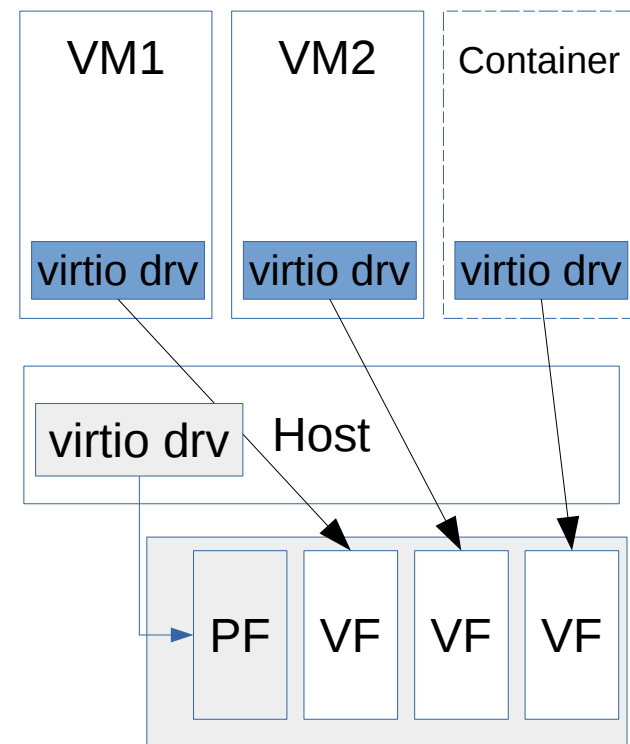 VM1
VM2
Container
virtio drv
virtio drv
virtio drv
virtio drv
Host
PF
VF
VF
VF